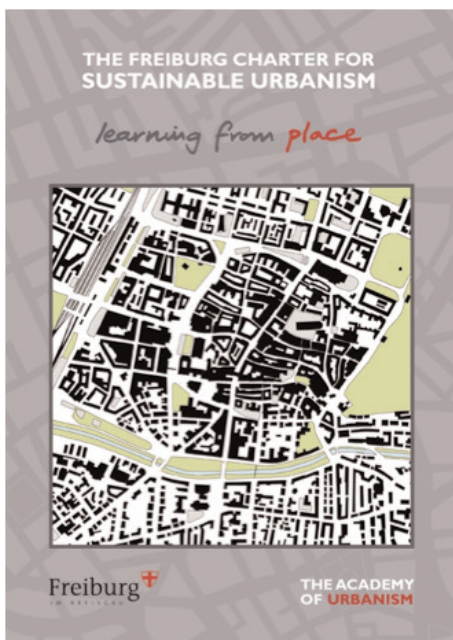 THE FREIBURG CHARTER FOR
SUSTAINABLE URBANISM
learning from place
Freiburg
IM BREISGAU
THE ACADEMY
OF URBANISM